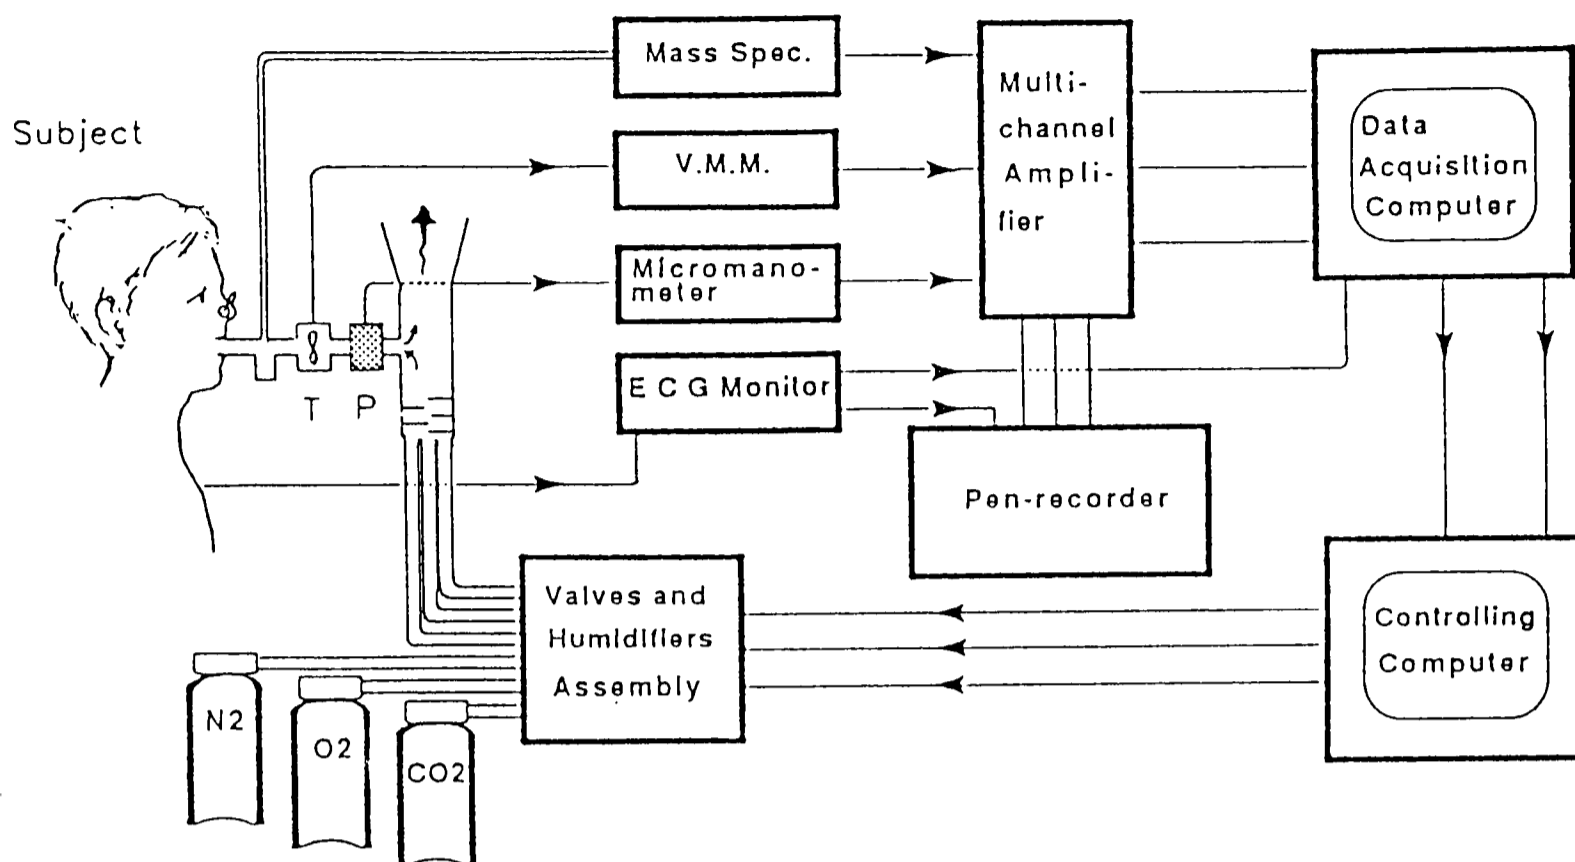 Subject
Mass Spec.
V.M.M.
Micromano-
meter
E C G Monitor
Multi-
channel
Ampli-
fier
Data
Acquisition
Computer
T
P
Pen-recorder
Valves and
Humidifiers
Assembly
Controlling
Computer
N2
O2
CO2